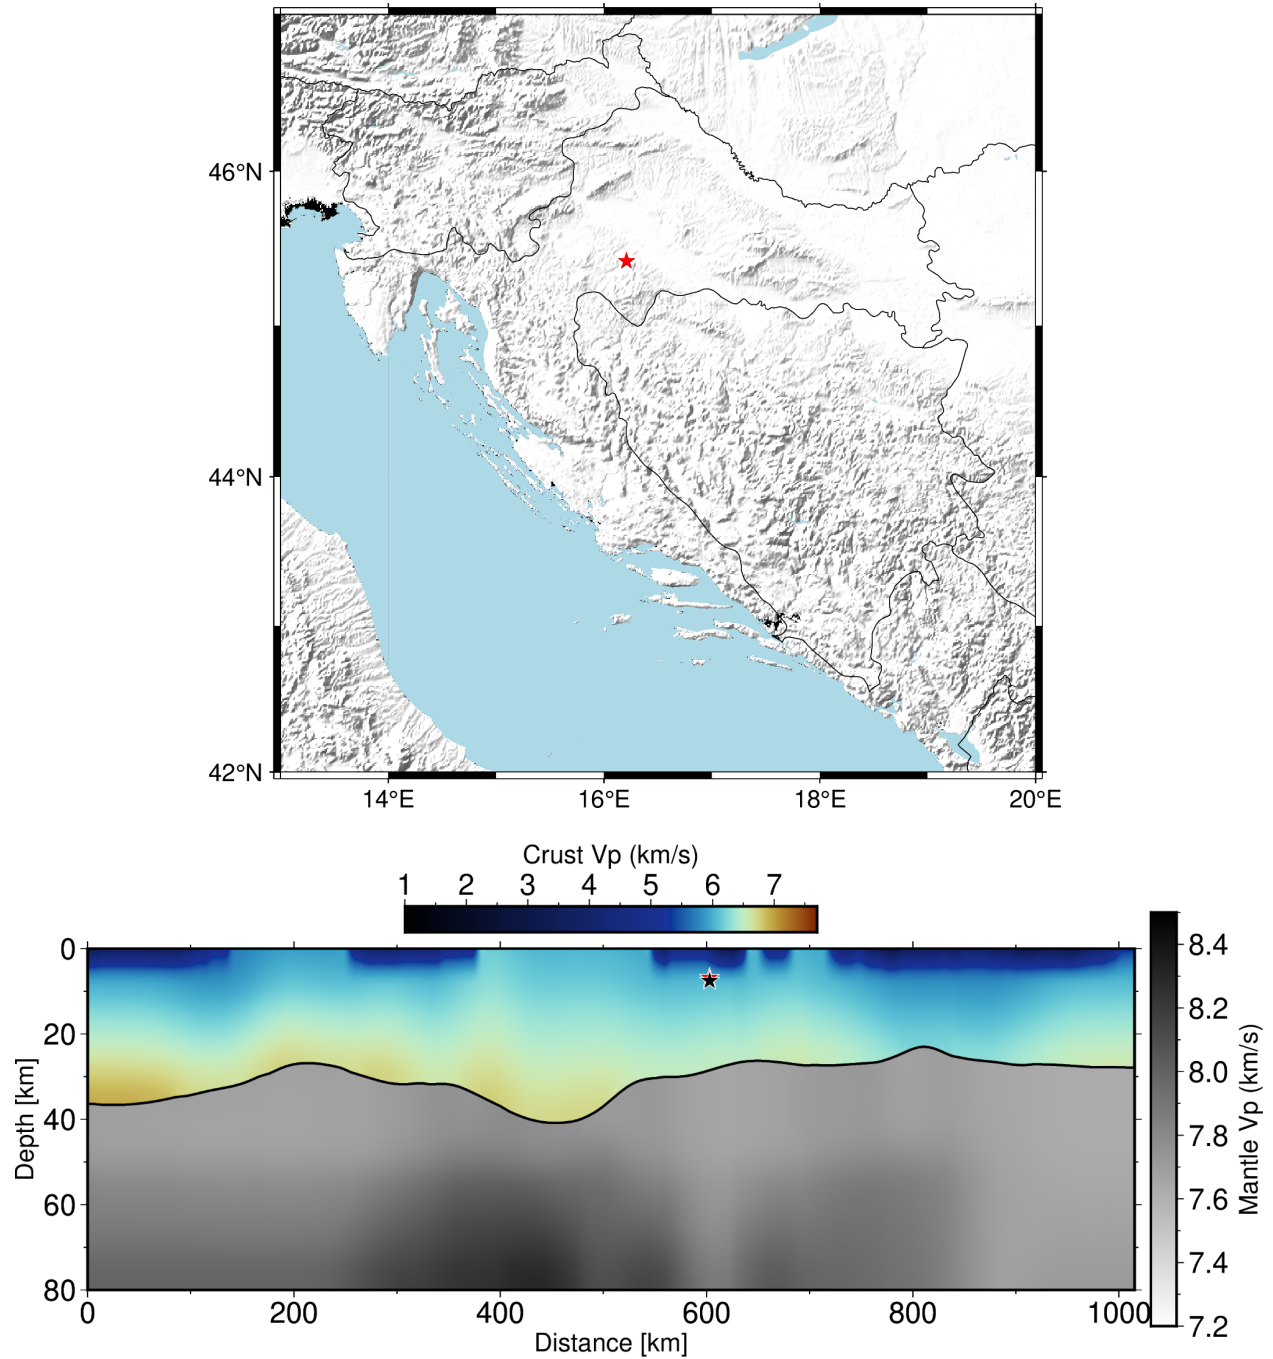 46°N
44°N
42°N
14°E 16°E 18°E 20°E
Crust Vp (km/s)
1 2 3 4 5 6 7
0
20
40
60
80
Depth [km]
0 200 400 600 800 1000
Distance [km]
8.4
8.2
8.0
7.8
7.6
7.4
7.2
Mantle Vp (km/s)